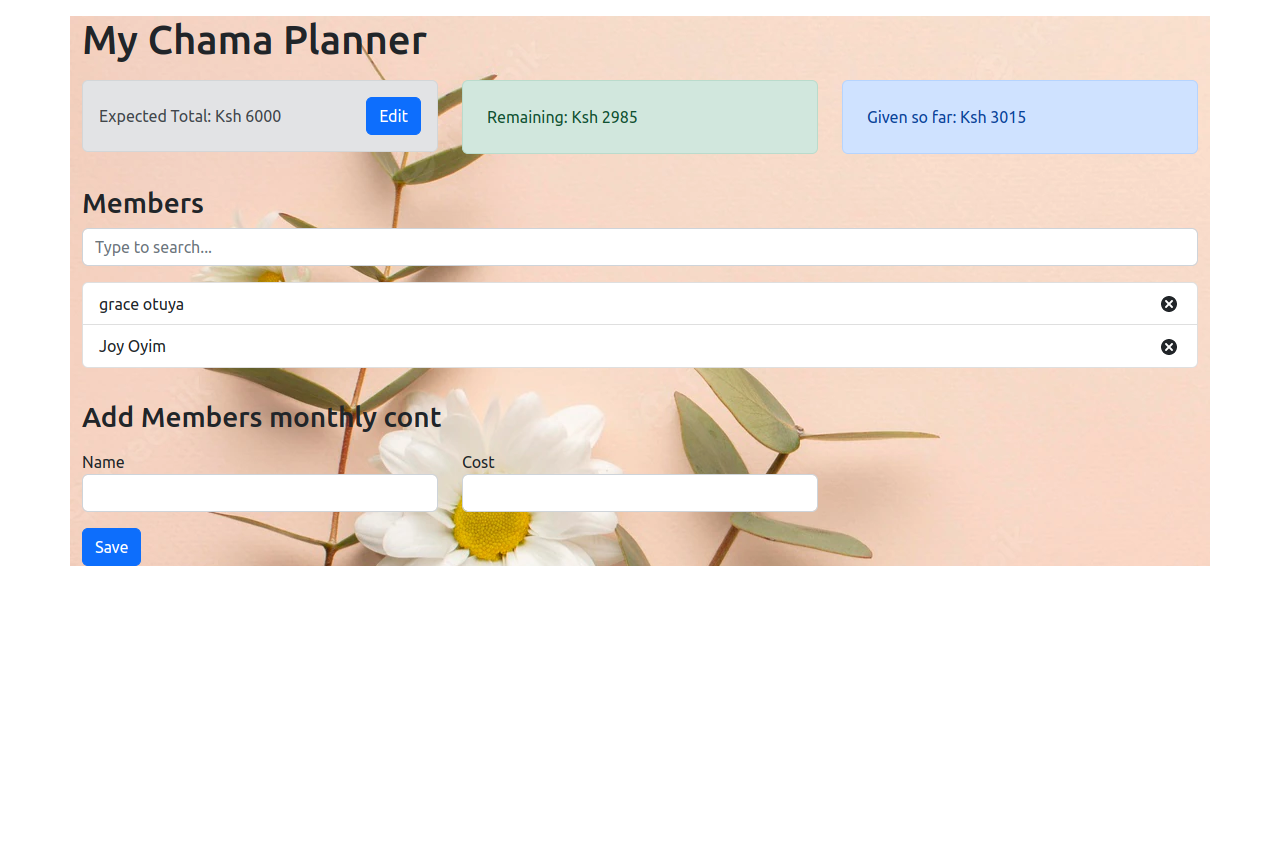 My Chama Planner
Expected Total: Ksh 6000
Edit
Remaining: Ksh 2985
Given so far: Ksh 3015
Members
Type to search...
grace otuya
Joy Oyim
Add Members monthly cont
Name
Cost
Save